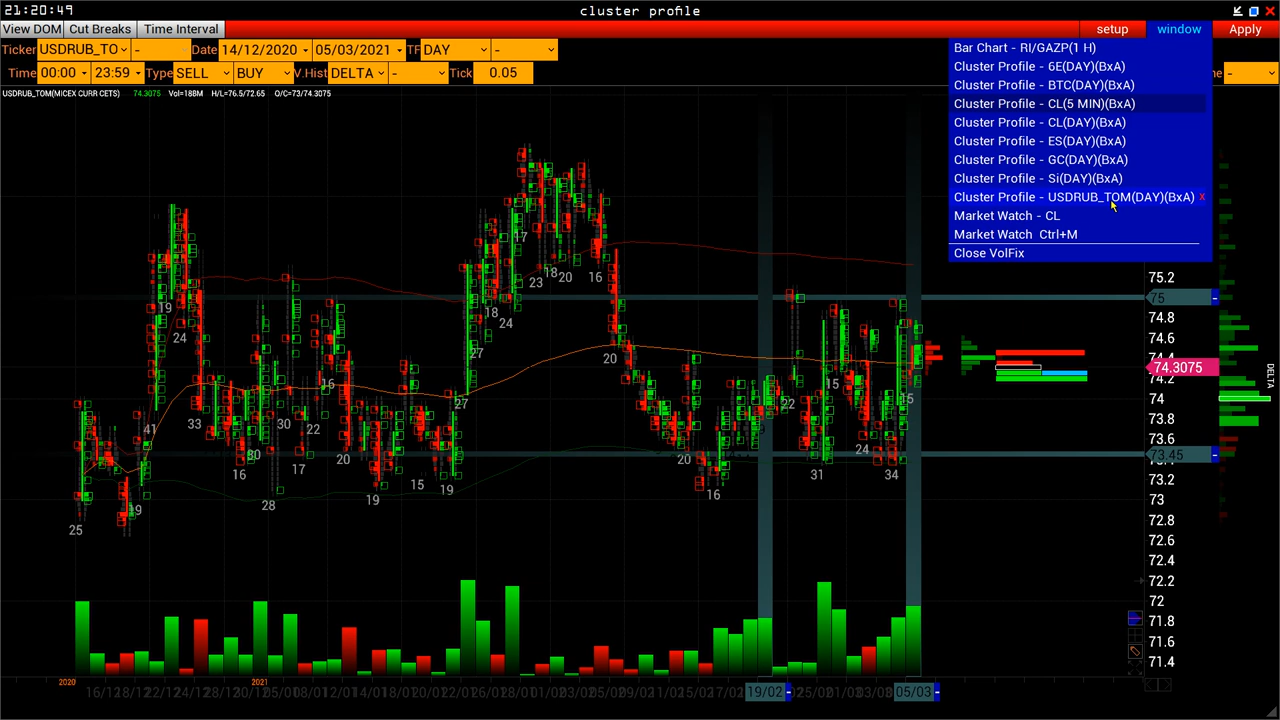 21:20:49
cluster profile
View DOM Cut Breaks Time Interval
setup window Apply
Ticker USDRUB_TO - Date 14/12/2020 - 05/03/2021 TF DAY -
Time 00:00 - 23:59 Type SELL BUY V.Hist DELTA - Tick 0.05
-
USDRUB_TOM(MICEX CURR CETS) 74.3075 Vol=188M H/L=76.5/72.65 O/C=73/74.3075
Bar Chart - RI/GAZP(1 H)
Cluster Profile - 6E(DAY)(BxA)
Cluster Profile - BTC(DAY)(BxA)
Cluster Profile - CL(5 MIN)(BxA)
Cluster Profile - CL(DAY)(BxA)
Cluster Profile - ES(DAY)(BxA)
Cluster Profile - GC(DAY)(BxA)
Cluster Profile - Si(DAY)(BxA)
Cluster Profile - USDRUB_TOM(DAY)(BxA) x
Market Watch - CL
Market Watch Ctrl+M
Close VolFix
17
23 18 20 16
19
24
18
24
27
20
16
27
15
41
33
30
22
22
15
30
16
17
20
20
24
31
34
28
19
15
19
16
19
25
75.2
75
74.8
74.6
74.4
74.3075
74.2
74
73.8
73.6
73.45
73.2
73
72.8
72.6
72.4
72.2
72
71.8
71.6
71.4
DELTA
2020
2021
19/02
05/03